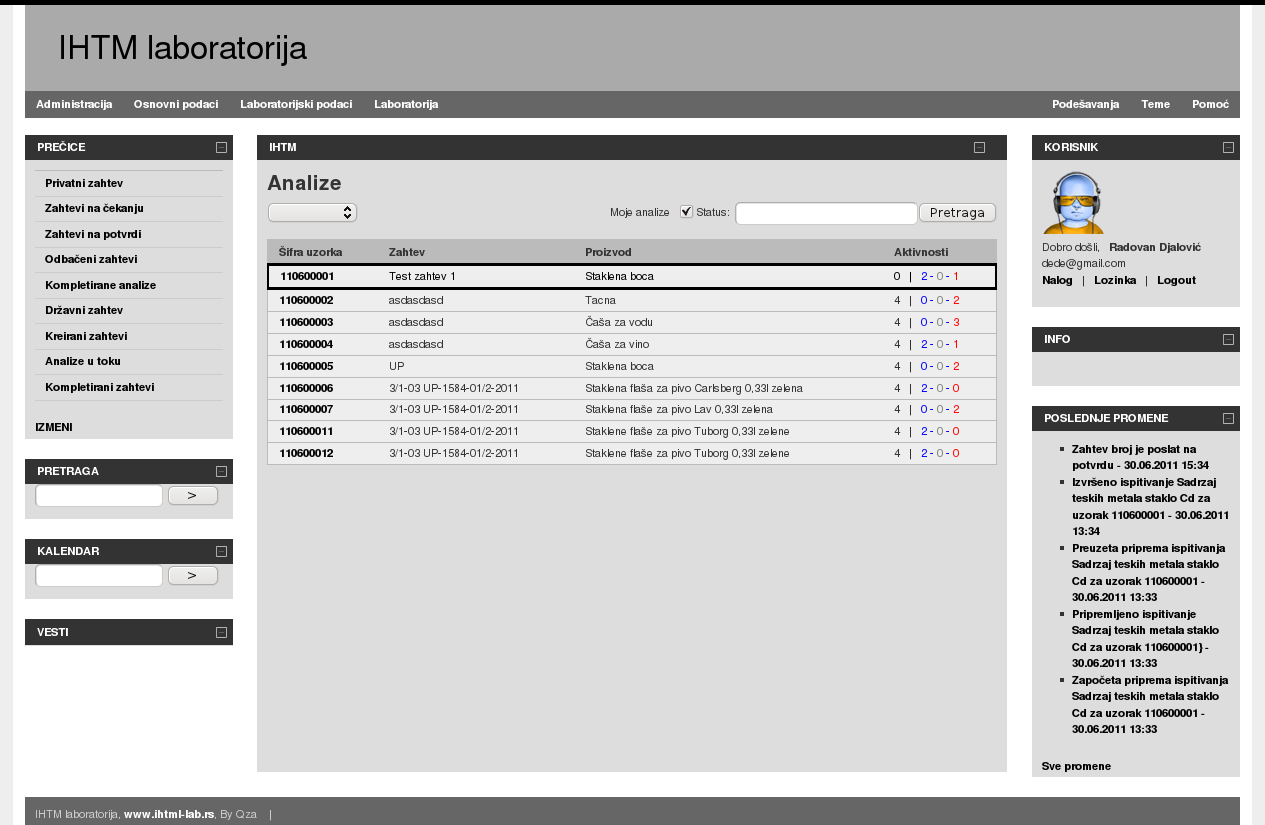 IHTM laboratorija
Administracija Osnovni podaci Laboratorijski podaci Laboratorija Podešavanja Teme Pomoć
PREČICE
Privatni zahtev
Zahtevi na čekanju
Zahtevi na potvrdi
Odbačeni zahtevi
Kompletirane analize
Državni zahtev
Kreirani zahtevi
Analize u toku
Kompletirani zahtevi
IZMENI
PRETRAGA
>
KALENDAR
>
VESTI
IHTM
Analize
Moje analize Status: Pretraga
Šifra uzorka Zahtev Proizvod Aktivnosti
110600001 Test zahtev 1 Staklena boca 0 | 2 - 0 - 1
110600002 asdasdasd Tacna 4 | 0 - 0 - 2
110600003 asdasdasd Čaša za vodu 4 | 0 - 0 - 3
110600004 asdasdasd Čaša za vino 4 | 2 - 0 - 1
110600005 UP Staklena boca 4 | 0 - 0 - 2
110600006 3/1-03 UP-1584-01/2-2011 Staklena flaša za pivo Carlsberg 0,33l zelena 4 | 2 - 0 - 0
110600007 3/1-03 UP-1584-01/2-2011 Staklena flaše za pivo Lav 0,33l zelena 4 | 0 - 0 - 2
110600011 3/1-03 UP-1584-01/2-2011 Staklene flaše za pivo Tuborg 0,33l zelene 4 | 2 - 0 - 0
110600012 3/1-03 UP-1584-01/2-2011 Staklene flaše za pivo Tuborg 0,33l zelene 4 | 2 - 0 - 0
KORISNIK
Dobro došli, Radovan Djalović
dede@gmail.com
Nalog | Lozinka | Logout
INFO
POSLEDNJE PROMENE
Zahtev broj je poslat na
potvrdu - 30.06.2011 15:34
Izvršeno ispitivanje Sadrzaj
teskih metala staklo Cd za
uzorak 110600001 - 30.06.2011
13:34
Preuzeta priprema ispitivanja
Sadrzaj teskih metala staklo
Cd za uzorak 110600001 -
30.06.2011 13:33
Pripremljeno ispitivanje
Sadrzaj teskih metala staklo
Cd za uzorak 110600001} -
30.06.2011 13:33
Započeta priprema ispitivanja
Sadrzaj teskih metala staklo
Cd za uzorak 110600001 -
30.06.2011 13:33
Sve promene
IHTM laboratorija, www.ihtml-lab.rs, By Qza |